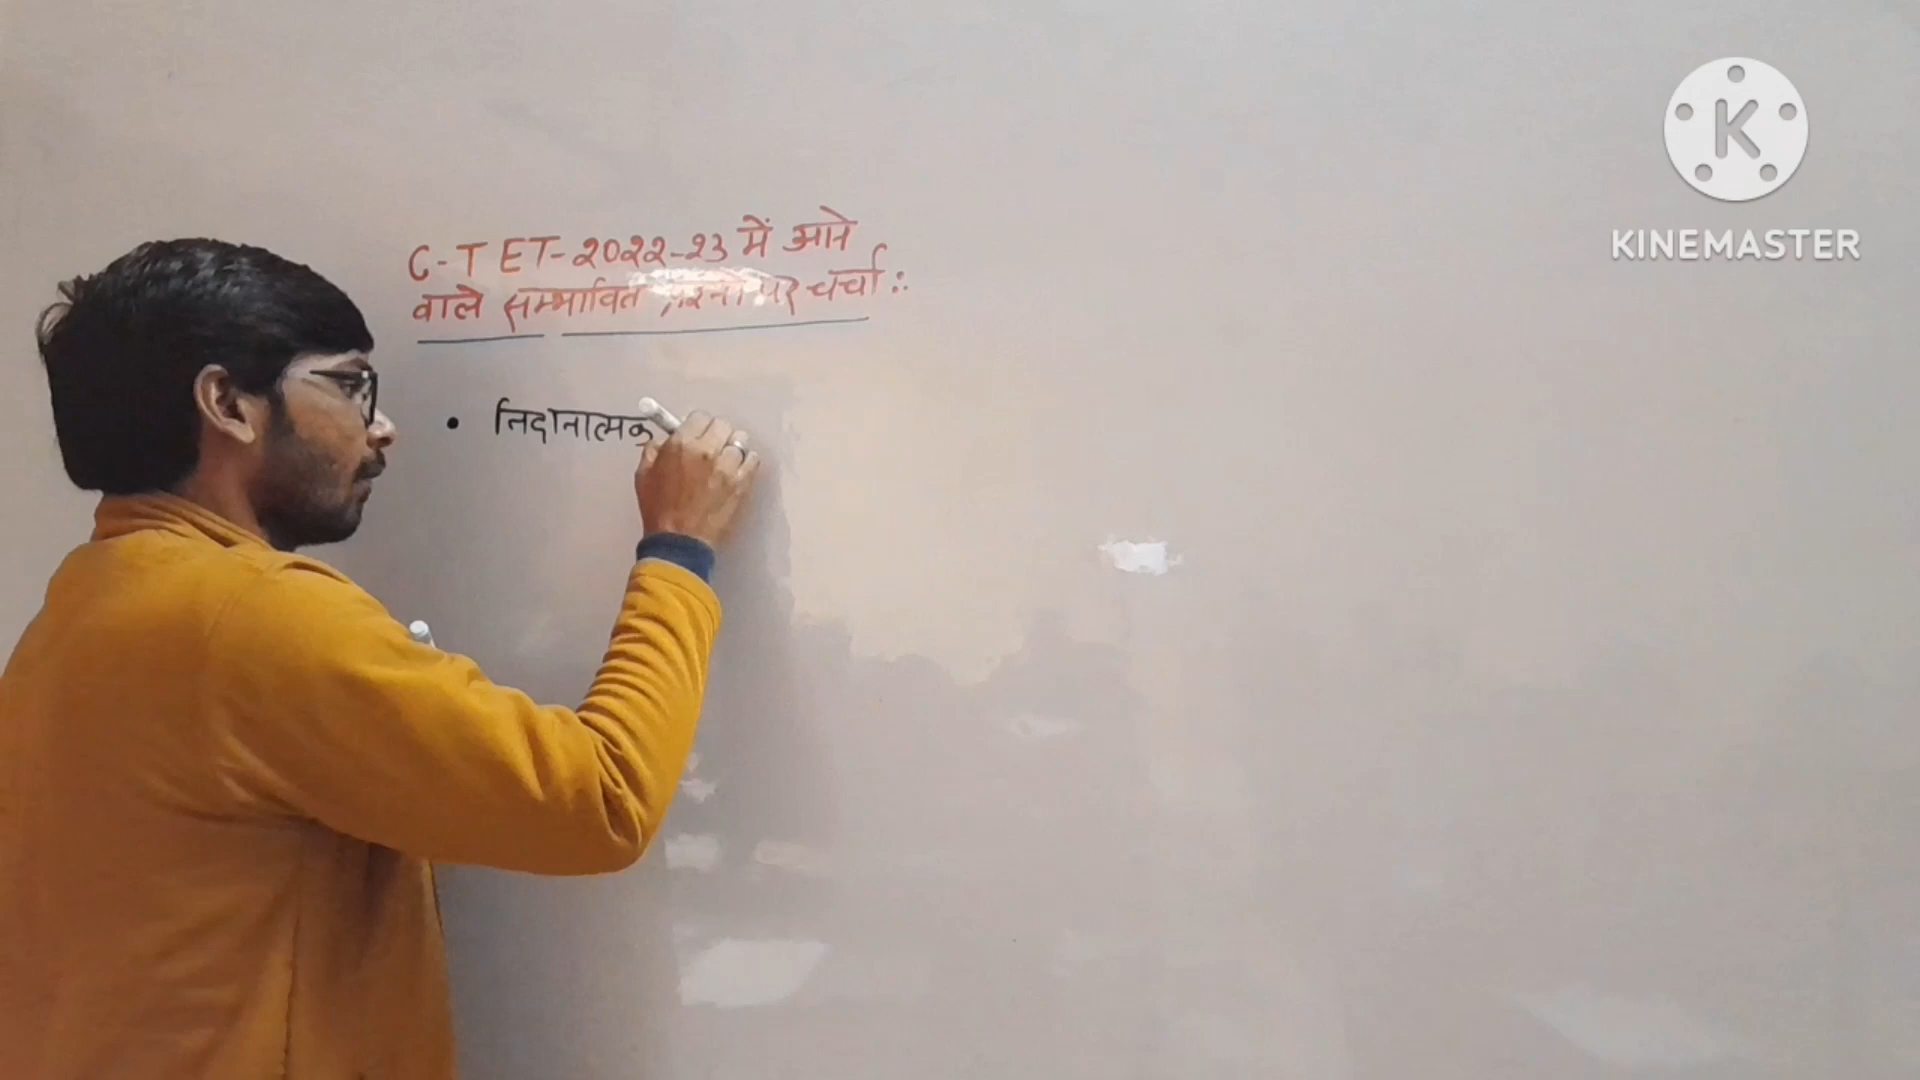 C-TET-2022-23 में आने
वाले सम्भावित प्रश्नों पर चर्चा :-
• निदानात्मक
KINEMASTER